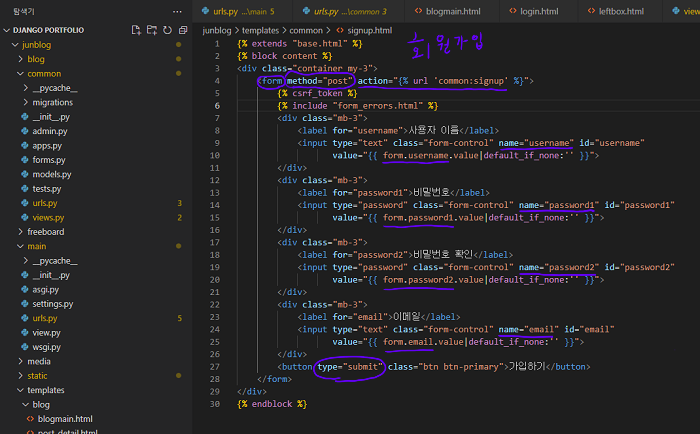 탐색기
DJANGO PORTFOLIO
junblog
blog
common
__pycache__
migrations
__init__.py
admin.py
apps.py
forms.py
models.py
tests.py
urls.py 3
views.py 2
freeboard
main
__pycache__
__init__.py
asgi.py
settings.py
urls.py 5
view.py
wsgi.py
media
static
templates
blog
blogmain.html
post_detail.html
urls.py ...\main 5
urls.py ...\common 3
blogmain.html
login.html
leftbox.html
view
junblog > templates > common > signup.html
회원가입
1 {% extends "base.html" %}
2 {% block content %}
3 <div class="container my-3">
4 <form method="post" action="{% url 'common:signup' %}">
5 {% csrf_token %}
6 {% include "form_errors.html" %}
7 <div class="mb-3">
8 <label for="username">사용자 이름</label>
9 <input type="text" class="form-control" name="username" id="username"
10 value="{{ form.username.value|default_if_none:'' }}">
11 </div>
12 <div class="mb-3">
13 <label for="password1">비밀번호</label>
14 <input type="password" class="form-control" name="password1" id="password1"
15 value="{{ form.password1.value|default_if_none:'' }}">
16 </div>
17 <div class="mb-3">
18 <label for="password2">비밀번호 확인</label>
19 <input type="password" class="form-control" name="password2" id="password2"
20 value="{{ form.password2.value|default_if_none:'' }}">
21 </div>
22 <div class="mb-3">
23 <label for="email">이메일</label>
24 <input type="text" class="form-control" name="email" id="email"
25 value="{{ form.email.value|default_if_none:'' }}">
26 </div>
27 <button type="submit" class="btn btn-primary">가입하기</button>
28 </form>
29 </div>
30 {% endblock %}